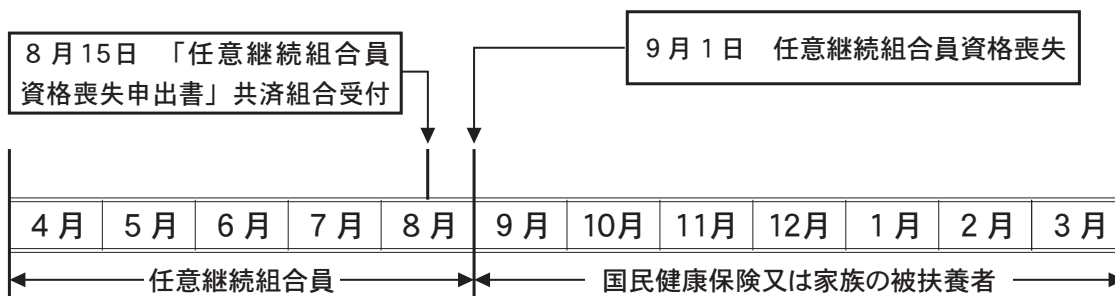 8月15日 「任意継続組合員
資格喪失申出書」共済組合受付
9月1日 任意継続組合員資格喪失
4月 5月 6月 7月 8月 9月 10月 11月 12月 1月 2月 3月
任意継続組合員 国民健康保険又は家族の被扶養者